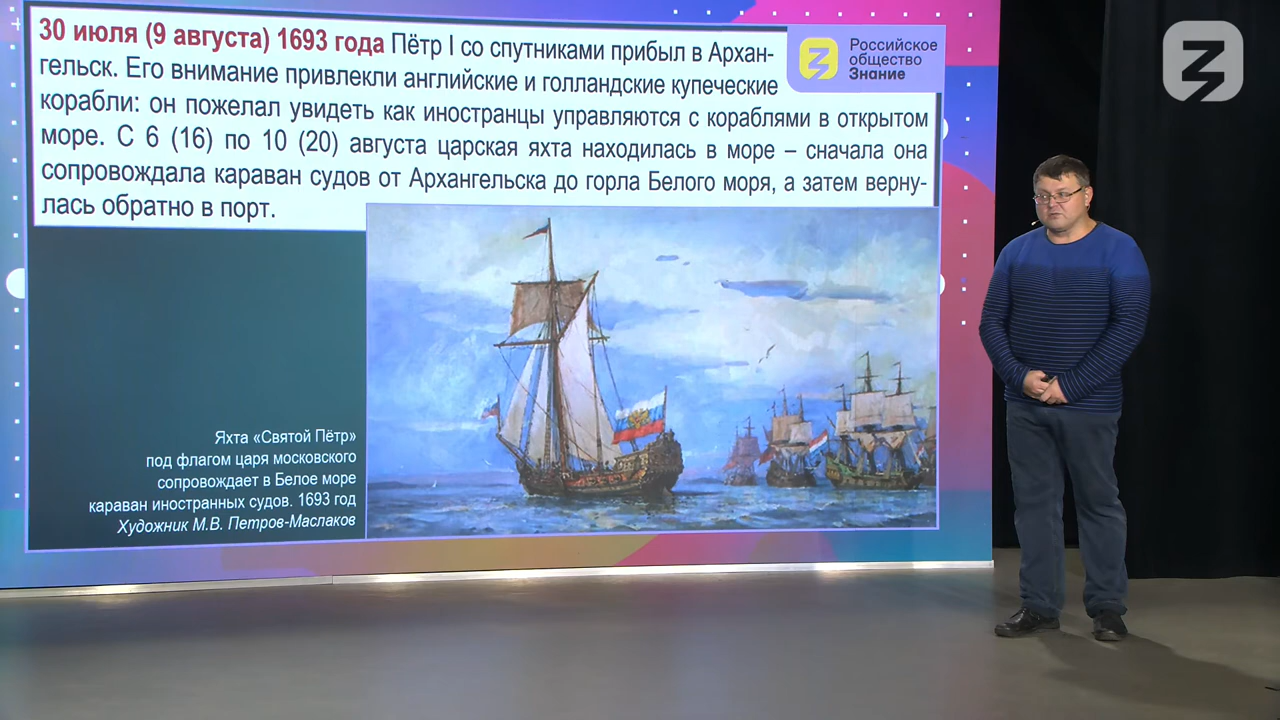 30 июля (9 августа) 1693 года Пётр I со спутниками прибыл в Архан-
гельск. Его внимание привлекли английские и голландские купеческие
корабли: он пожелал увидеть как иностранцы управляются с кораблями в открытом
море. С 6 (16) по 10 (20) августа царская яхта находилась в море – сначала она
сопровождала караван судов от Архангельска до горла Белого моря, а затем верну-
лась обратно в порт.
Российское
общество
Знание
Яхта «Святой Пётр»
под флагом царя московского
сопровождает в Белое море
караван иностранных судов. 1693 год
Художник М.В. Петров-Маслаков